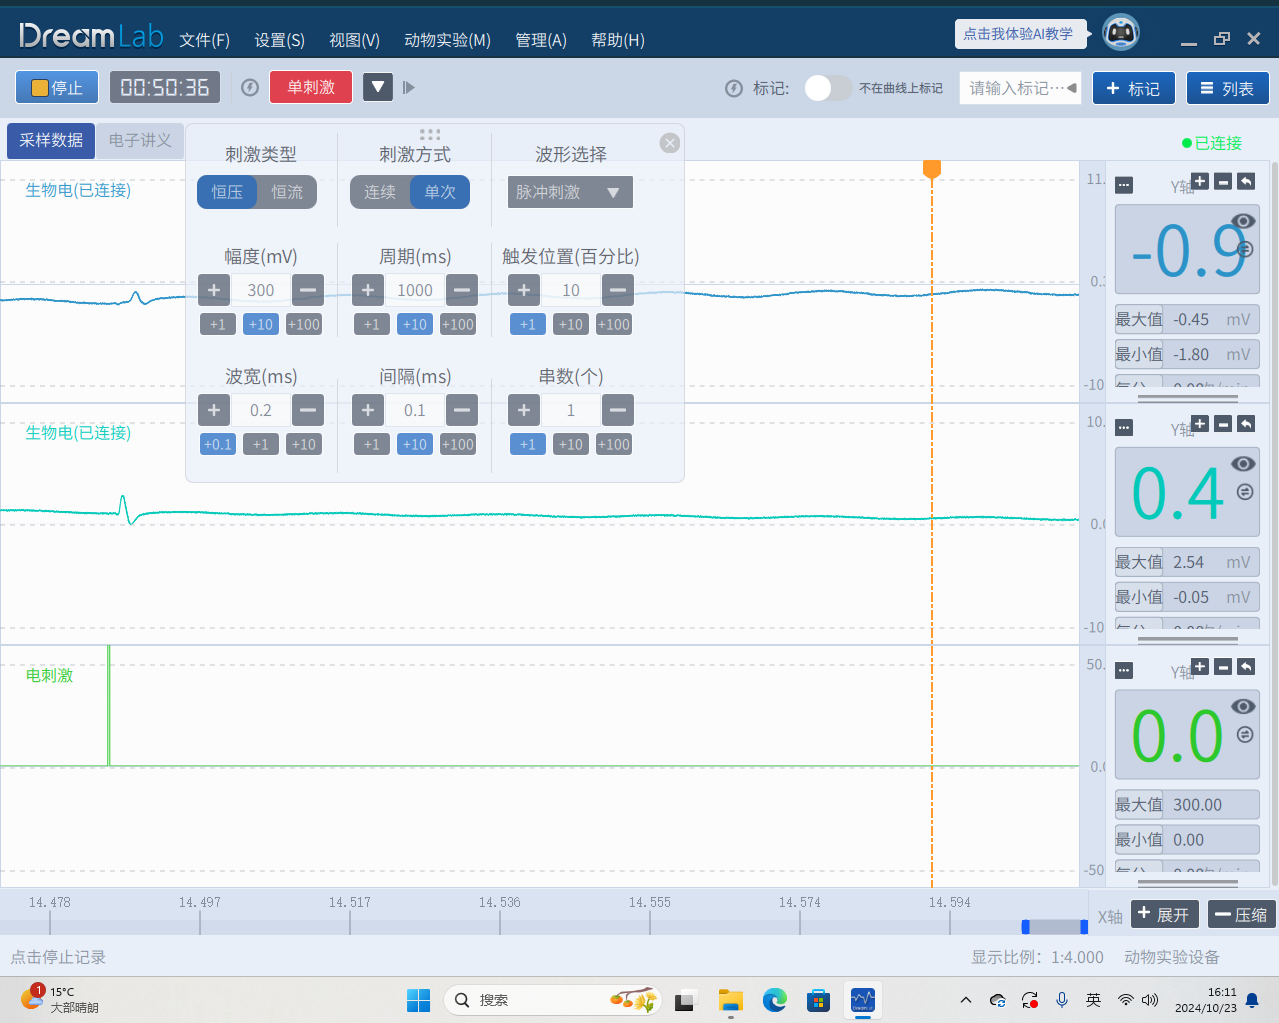 DreamLab 文件(F) 设置(S) 视图(V) 动物实验(M) 管理(A) 帮助(H) 点击我体验AI教学
停止 00:50:36 单刺激 标记: 不在曲线上标记 请输入标记··· + 标记 列表
采样数据 电子讲义 已连接
刺激类型 刺激方式 波形选择
恒压 恒流 连续 单次 脉冲刺激
幅度(mV) 周期(ms) 触发位置(百分比)
+ 300 — + 1000 — + 10 —
+1 +10 +100 +1 +10 +100 +1 +10 +100
波宽(ms) 间隔(ms) 串数(个)
+ 0.2 — + 0.1 — + 1 —
+0.1 +1 +10 +1 +10 +100 +1 +10 +100
生物电(已连接)
11.
0.3
-10
Y轴
-0.9
最大值 -0.45 mV
最小值 -1.80 mV
生物电(已连接)
10.
0.0
-10
Y轴
0.4
最大值 2.54 mV
最小值 -0.05 mV
电刺激
50.
0.0
-50
Y轴
0.0
最大值 300.00
最小值 0.00
14.478 14.497 14.517 14.536 14.555 14.574 14.594
X轴 + 展开 — 压缩
点击停止记录 显示比例：1:4.000 动物实验设备
1
15°C
大部晴朗
搜索
英
16:11
2024/10/23